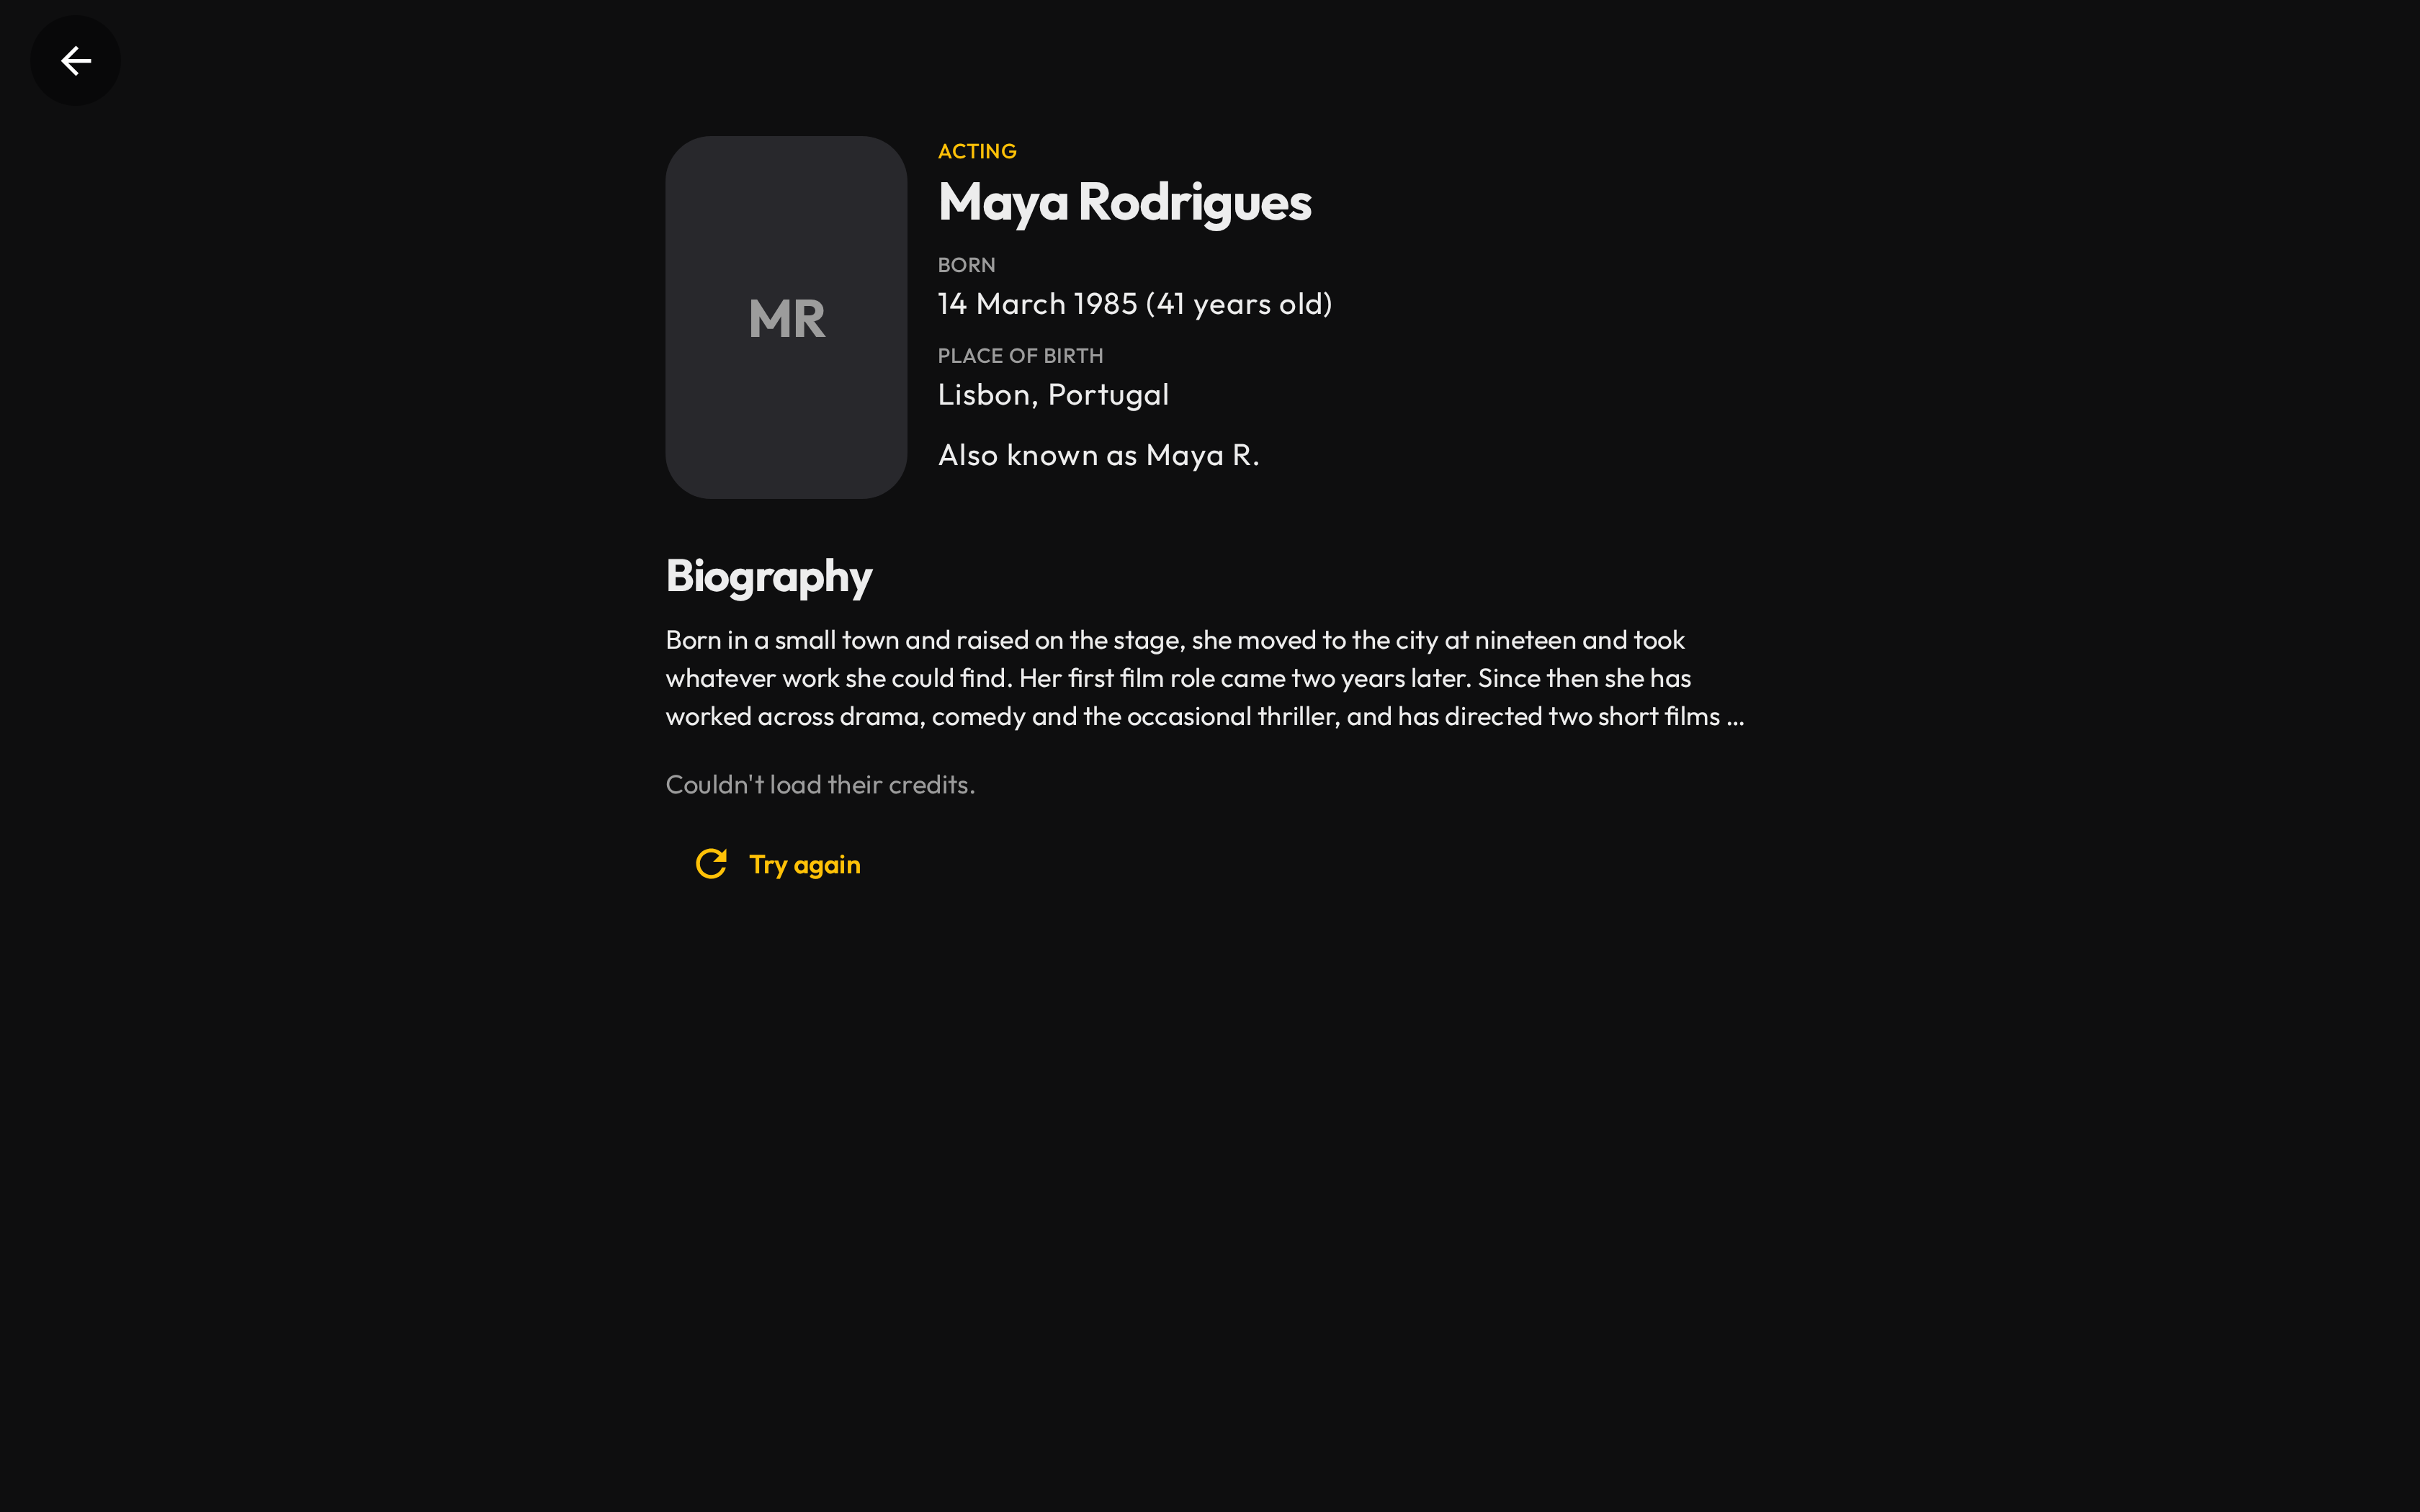 ACTING
Maya Rodrigues
BORN
14 March 1985 (41 years old)
MR
PLACE OF BIRTH
Lisbon, Portugal
Also known as Maya R.
Biography
Born in a small town and raised on the stage, she moved to the city at nineteen and took
whatever work she could find. Her first film role came two years later. Since then she has
worked across drama, comedy and the occasional thriller, and has directed two short films ...
Couldn't load their credits.
Try again